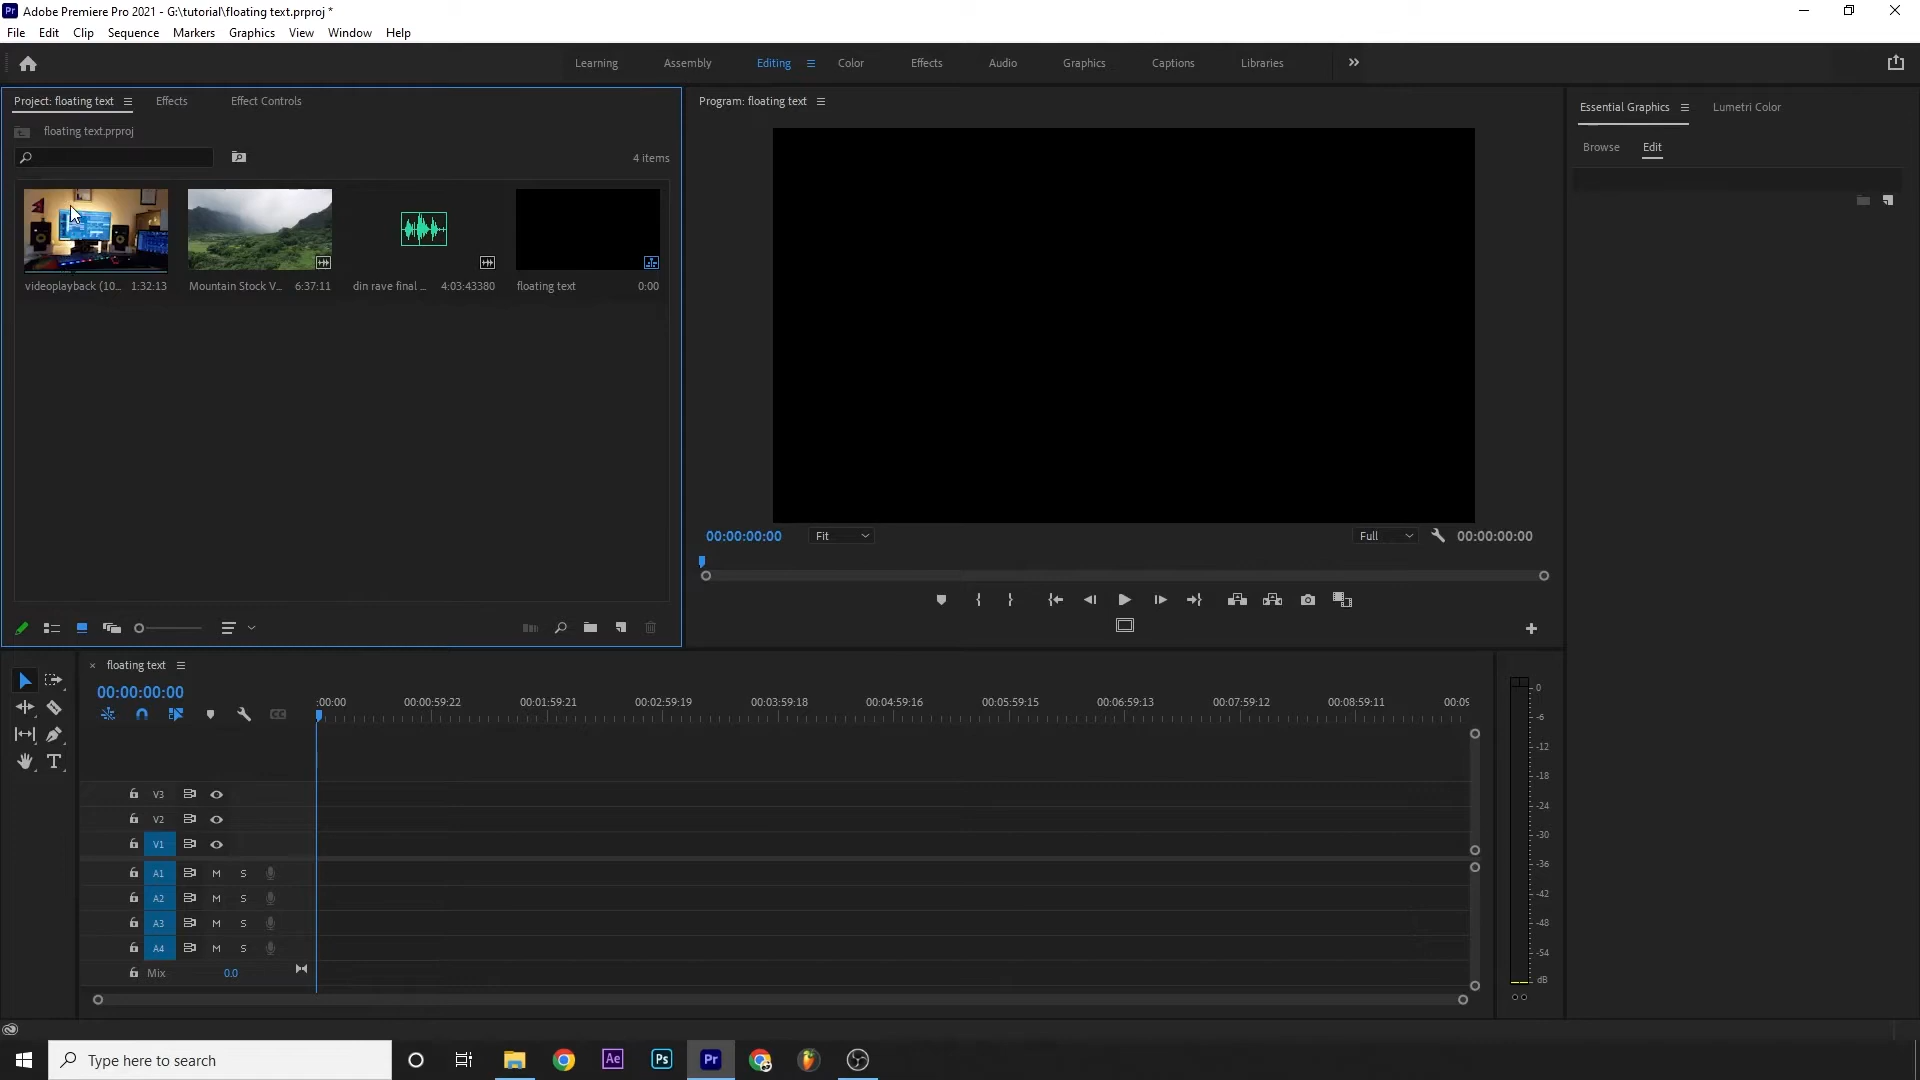 Adobe Premiere Pro 2021 - G:\tutorial\floating text.prproj *
File Edit Clip Sequence Markers Graphics View Window Help
Learning Assembly Editing Color Effects Audio Graphics Captions Libraries
Project: floating text Effects Effect Controls
floating text.prproj
4 items
videoplayback (10... 1:32:13
Mountain Stock V... 6:37:11
din rave final ... 4:03:43380
floating text 0:00
Program: floating text
00:00:00:00 Fit Full 00:00:00:00
Essential Graphics Lumetri Color
Browse Edit
floating text
00:00:00:00
:00:00 00:00:59:22 00:01:59:21 00:02:59:19 00:03:59:18 00:04:59:16 00:05:59:15 00:06:59:13 00:07:59:12 00:08:59:11 00:09
V3
V2
V1
A1 M S
A2 M S
A3 M S
A4 M S
Mix 0.0
0
-6
-12
-18
-24
-30
-36
-42
-48
-54
dB
Type here to search
Ae Ps Pr